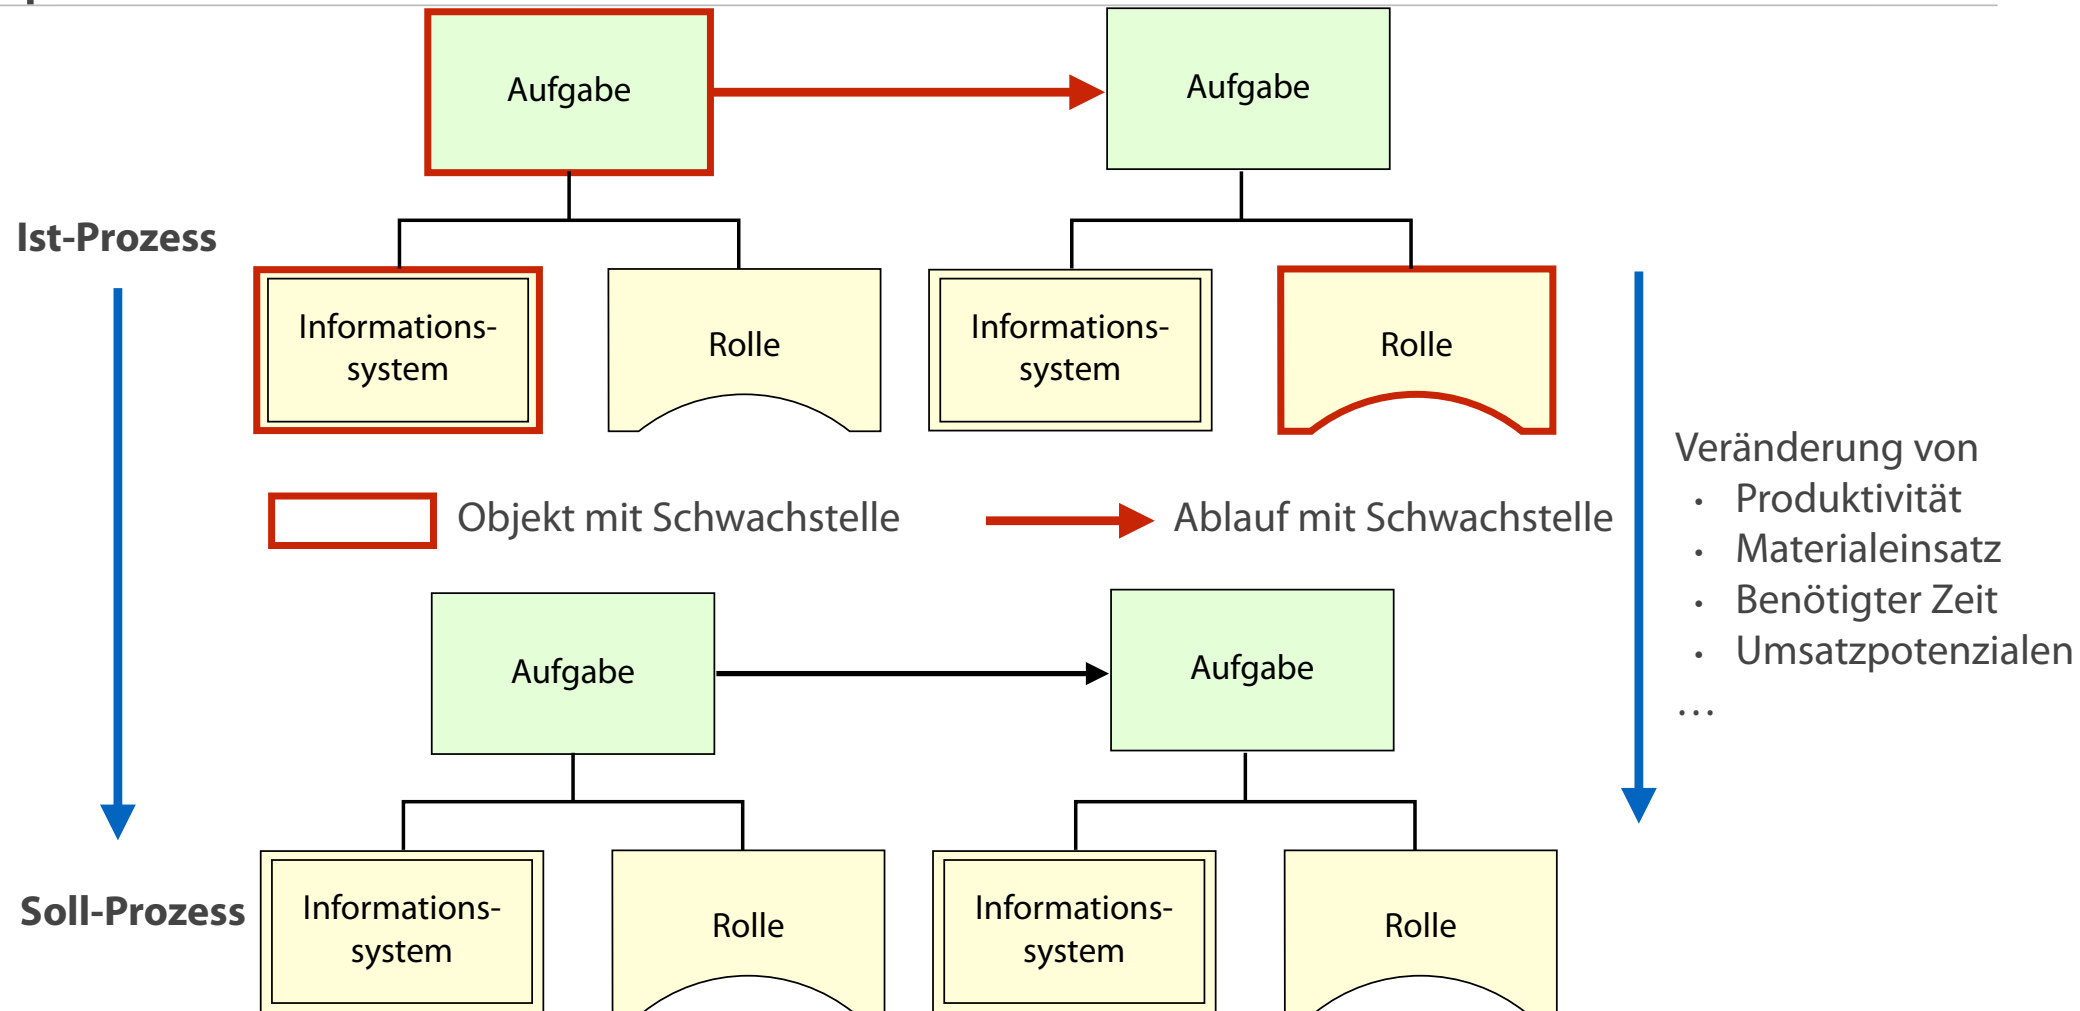 Aufgabe
Aufgabe
Ist-Prozess
Informations-
system
Rolle
Informations-
system
Rolle
Objekt mit Schwachstelle
Ablauf mit Schwachstelle
Veränderung von
· Produktivität
· Materialeinsatz
· Benötigter Zeit
· Umsatzpotenzialen
...
Aufgabe
Aufgabe
Soll-Prozess
Informations-
system
Rolle
Informations-
system
Rolle